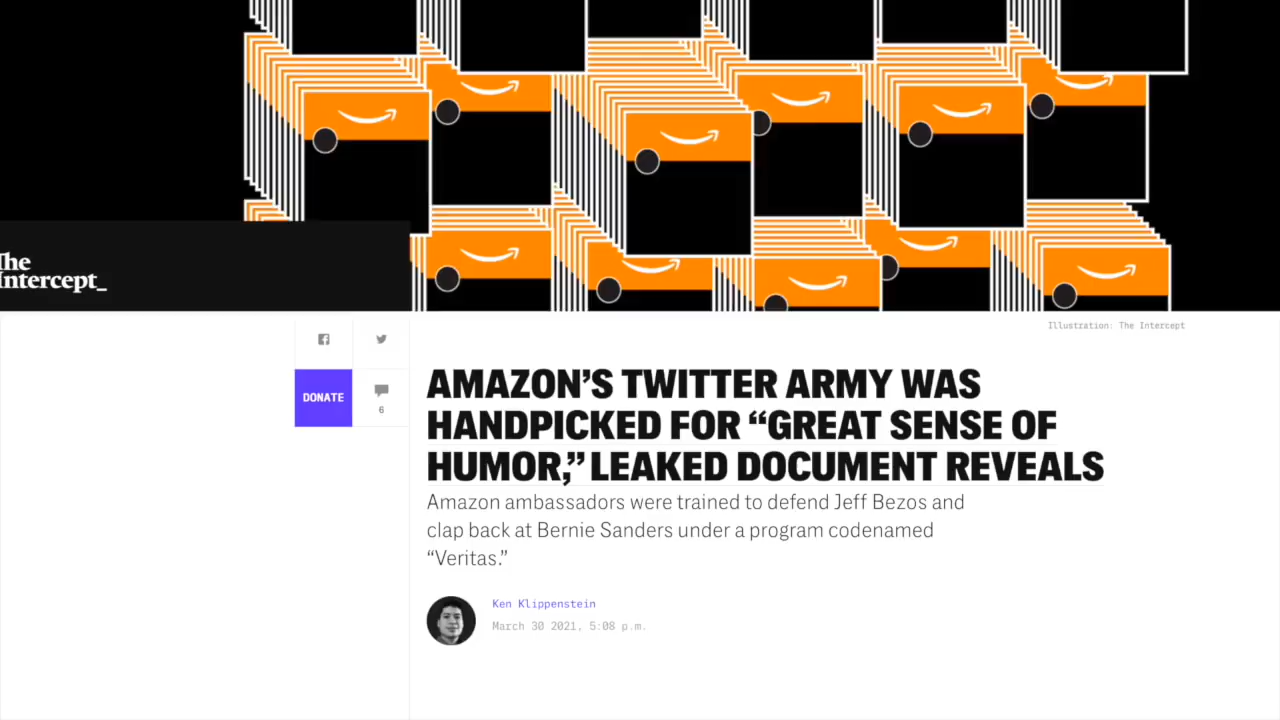 The
Intercept_
Illustration: The Intercept
DONATE
6
AMAZON’S TWITTER ARMY WAS
HANDPICKED FOR “GREAT SENSE OF
HUMOR,” LEAKED DOCUMENT REVEALS
Amazon ambassadors were trained to defend Jeff Bezos and
clap back at Bernie Sanders under a program codenamed
“Veritas.”
Ken Klippenstein
March 30 2021, 5:08 p.m.